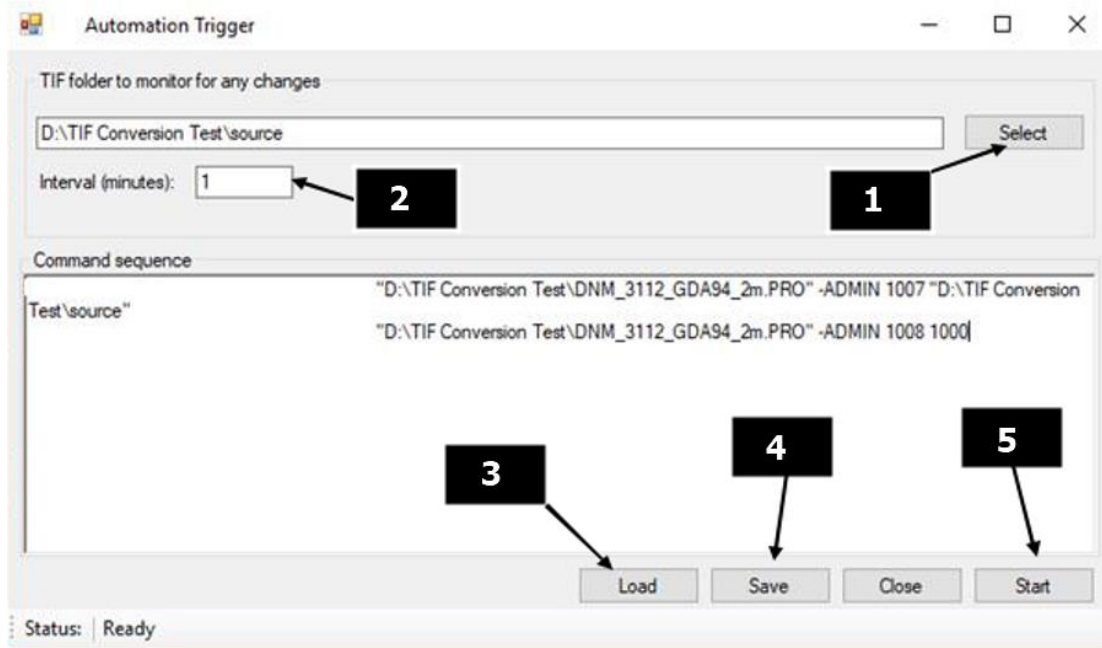 Automation Trigger
TIF folder to monitor for any changes
D:\TIF Conversion Test\source
Select
Interval (minutes):
1
2
1
Command sequence
"D:\TIF Conversion Test\DNM_3112_GDA94_2m.PRO" -ADMIN 1007 "D:\TIF Conversion
Test\source"
"D:\TIF Conversion Test\DNM_3112_GDA94_2m.PRO" -ADMIN 1008 1000
3
4
5
Load
Save
Close
Start
Status:
Ready